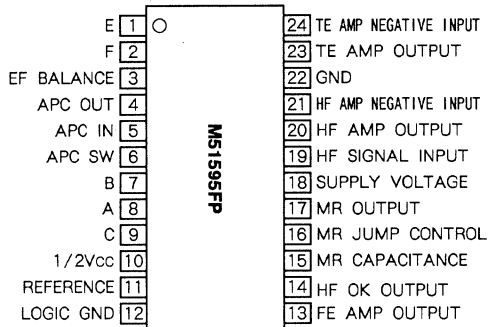 E 1
F 2
EF BALANCE 3
APC OUT 4
APC IN 5
APC SW 6
B 7
A 8
C 9
1/2Vcc 10
REFERENCE 11
LOGIC GND 12
M51595FP
24 TE AMP NEGATIVE INPUT
23 TE AMP OUTPUT
22 GND
21 HF AMP NEGATIVE INPUT
20 HF AMP OUTPUT
19 HF SIGNAL INPUT
18 SUPPLY VOLTAGE
17 MR OUTPUT
16 MR JUMP CONTROL
15 MR CAPACITANCE
14 HF OK OUTPUT
13 FE AMP OUTPUT